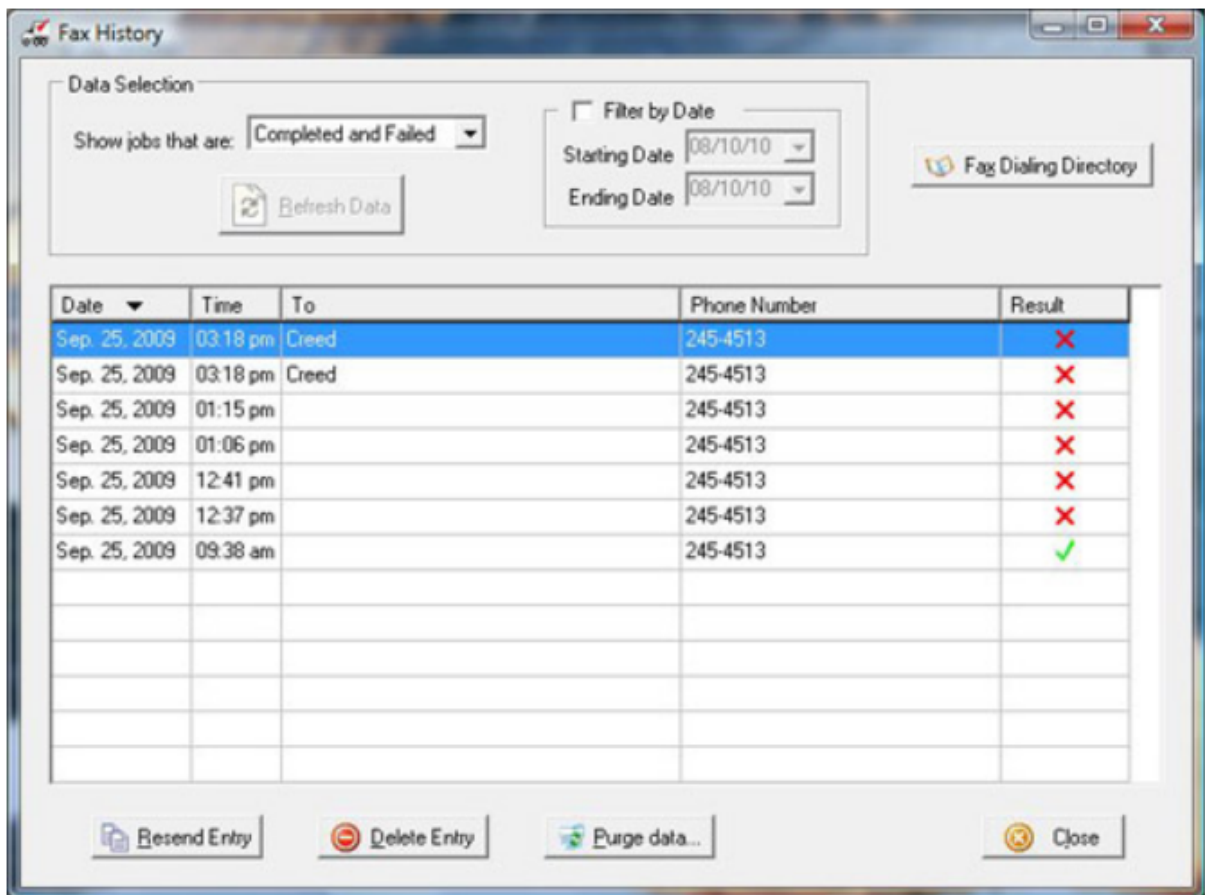 Fax History
Data Selection
Show jobs that are: Completed and Failed
Refresh Data
Filter by Date
Starting Date 08/10/10
Ending Date 08/10/10
Fax Dialing Directory
Date Time To Phone Number Result
Sep. 25, 2009 03:18 pm Creed 245-4513
Sep. 25, 2009 03:18 pm Creed 245-4513
Sep. 25, 2009 01:15 pm 245-4513
Sep. 25, 2009 01:06 pm 245-4513
Sep. 25, 2009 12:41 pm 245-4513
Sep. 25, 2009 12:37 pm 245-4513
Sep. 25, 2009 09:38 am 245-4513
Resend Entry Delete Entry Purge data... Close